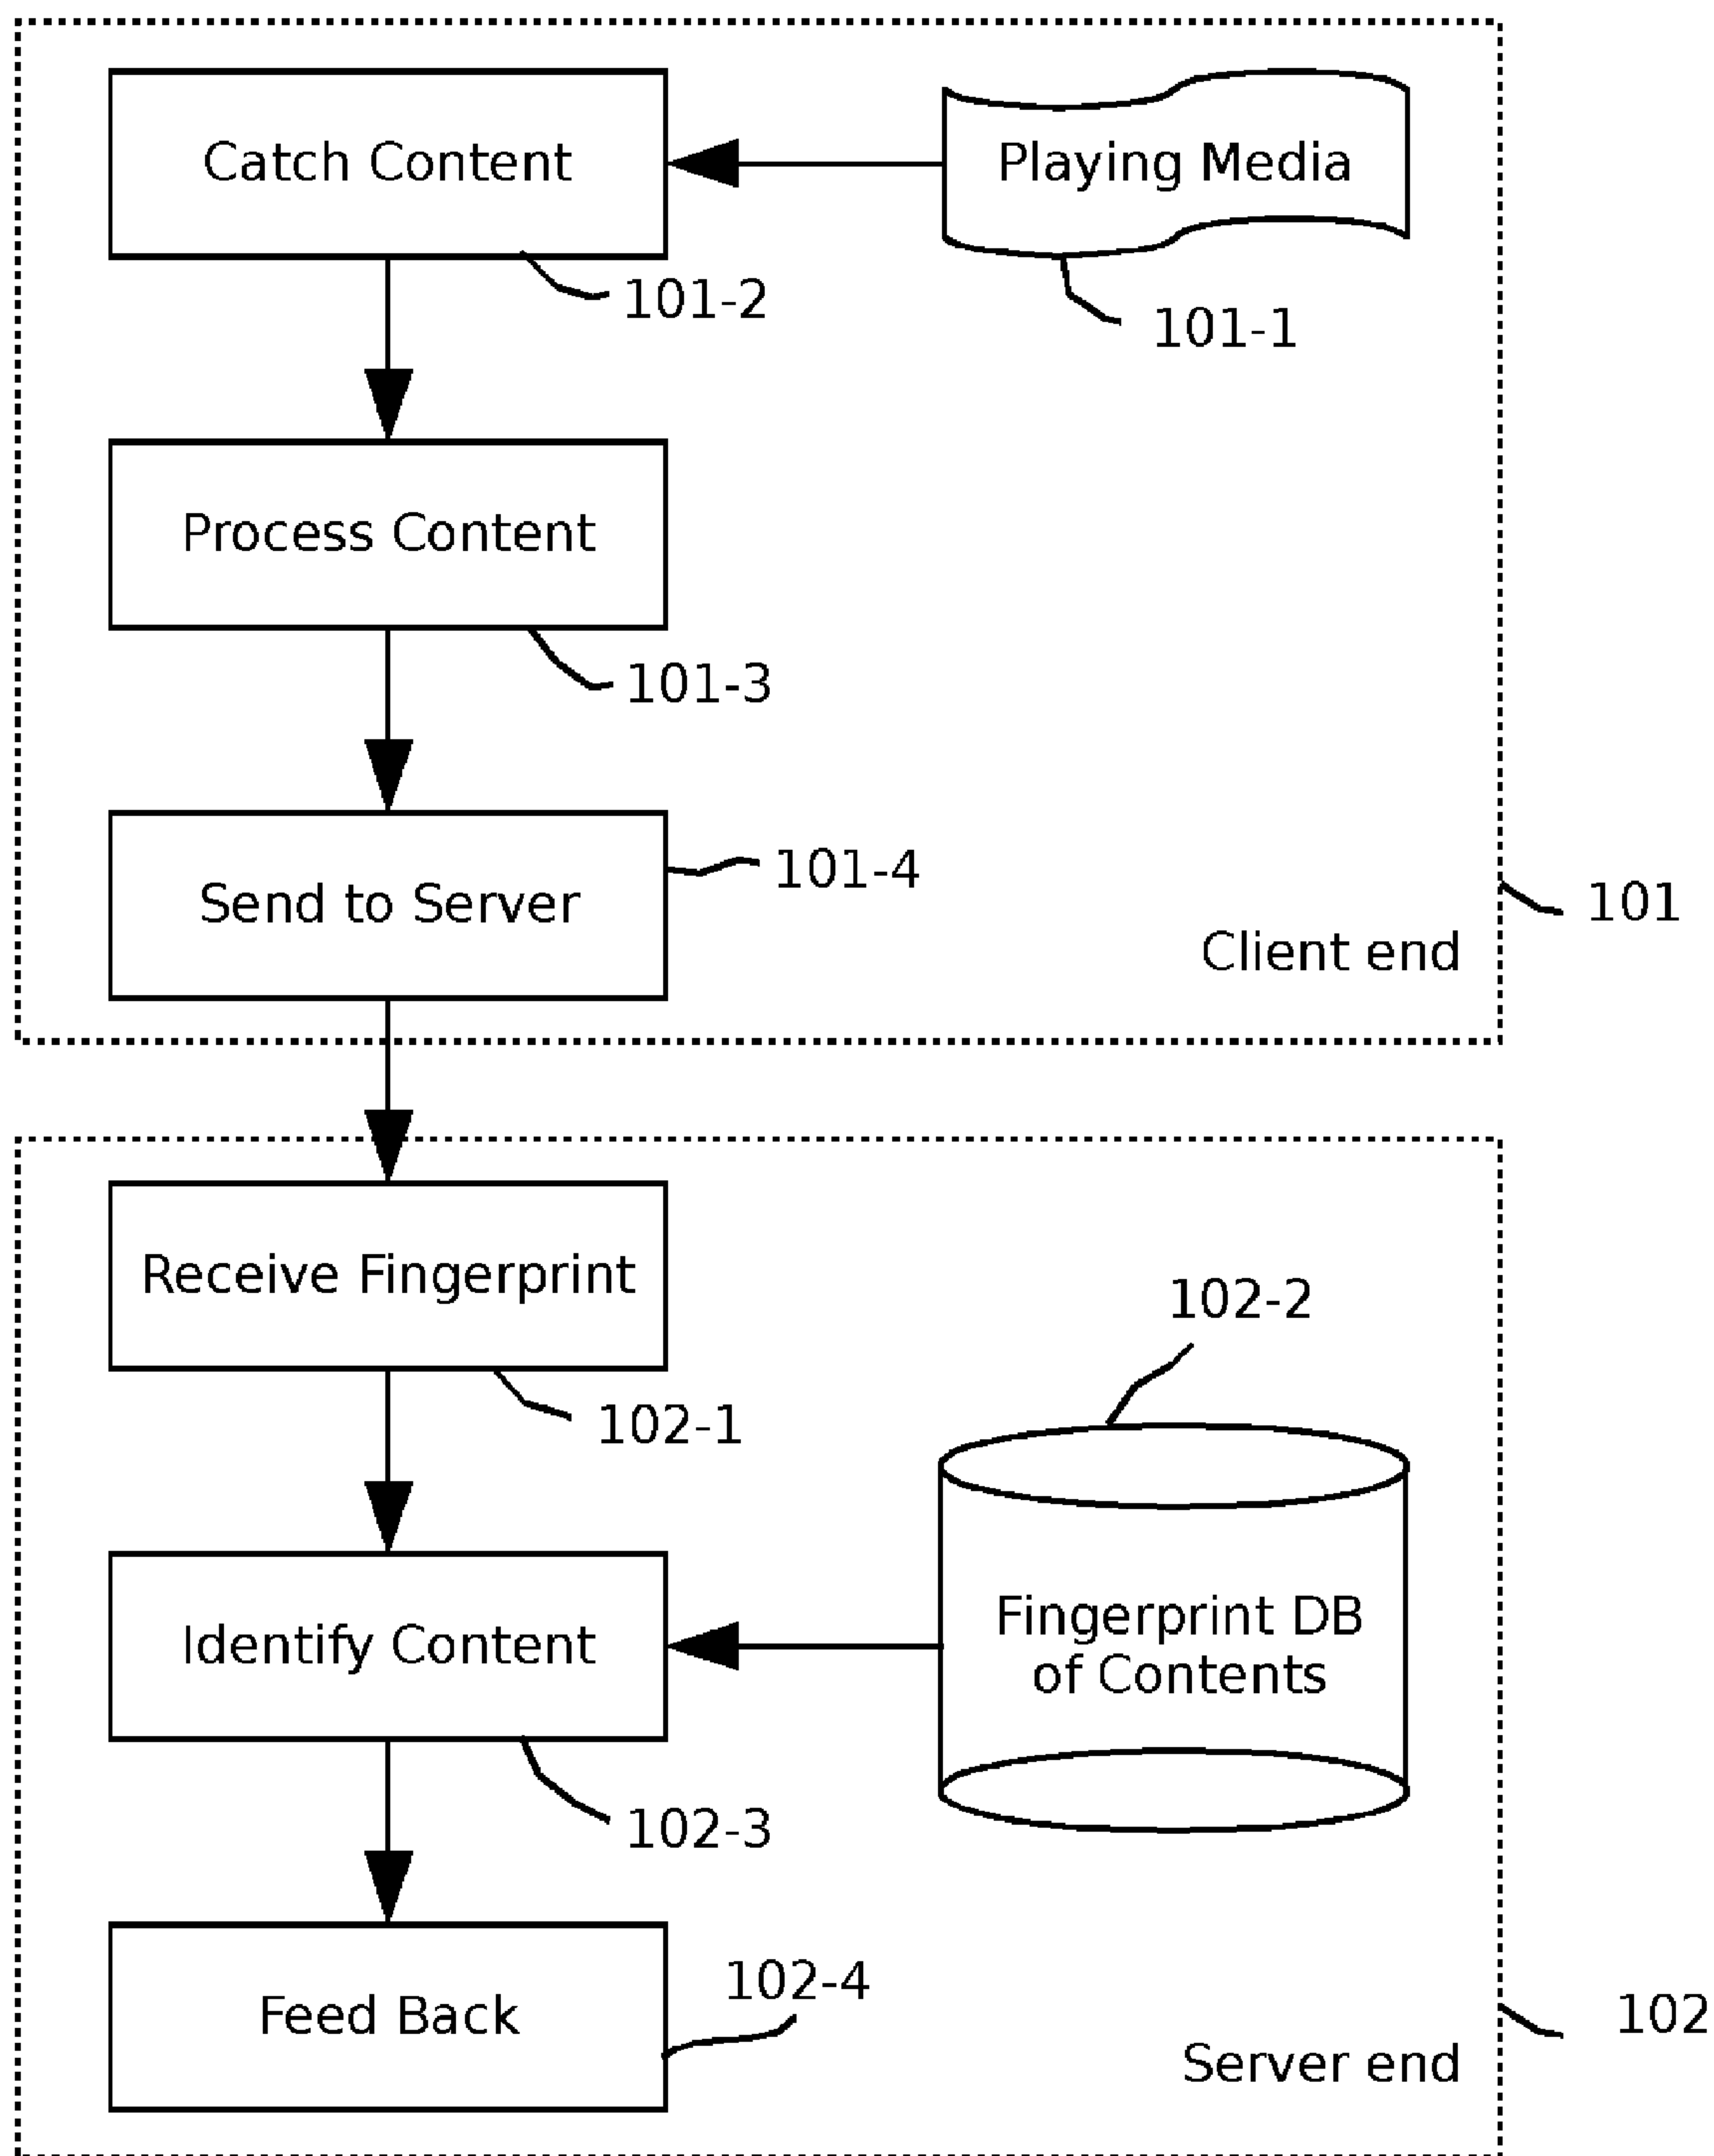 Catch Content
Playing Media
101-2
101-1
Process Content
101-3
Send to Server
101-4
101
Client end
Receive Fingerprint
102-2
102-1
Identify Content
Fingerprint DB
of Contents
102-3
Feed Back
102-4
102
Server end